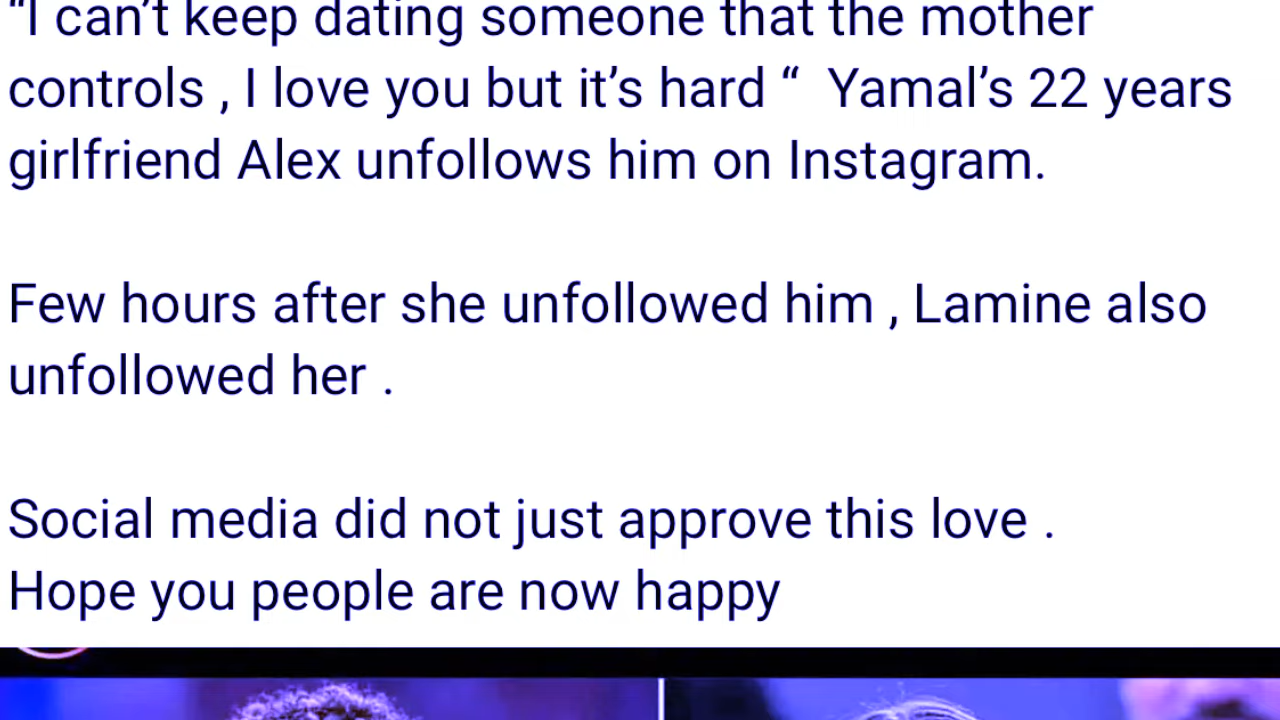 “I can’t keep dating someone that the mother
controls , I love you but it’s hard “  Yamal’s 22 years
girlfriend Alex unfollows him on Instagram.
Few hours after she unfollowed him , Lamine also
unfollowed her .
Social media did not just approve this love .
Hope you people are now happy